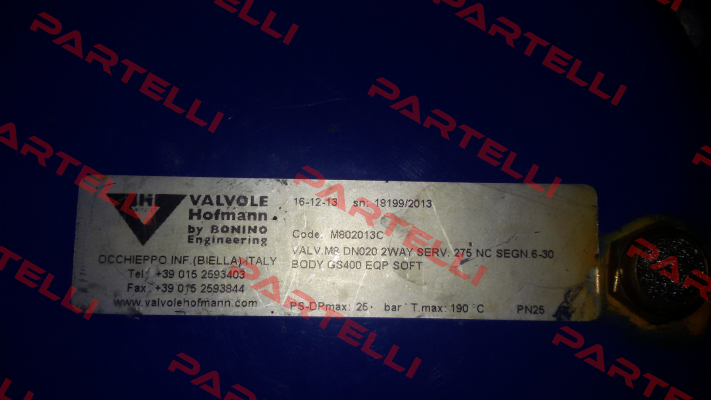 PARTELLI
PARTELLI
PARTELLI
PARTELLI
PARTELLI
PARTELLI
VH
VALVOLE
Hofmann
by BONINO
Engineering
OCCHIEPPO INF.(BIELLA)-ITALY
Tel: +39 015 2593403
Fax: +39 015 2593844
www.valvolehofmann.com
16-12-13 sn: 18199/2013
Code: M802013C
VALV.M8 DN020 2WAY SERV. 275 NC SEGN.6-30
BODY GS400 EQP SOFT
PS-DPmax: 25 bar T.max: 190 °C PN25
PARTELLI
PARTELLI
PARTELLI
PARTELLI